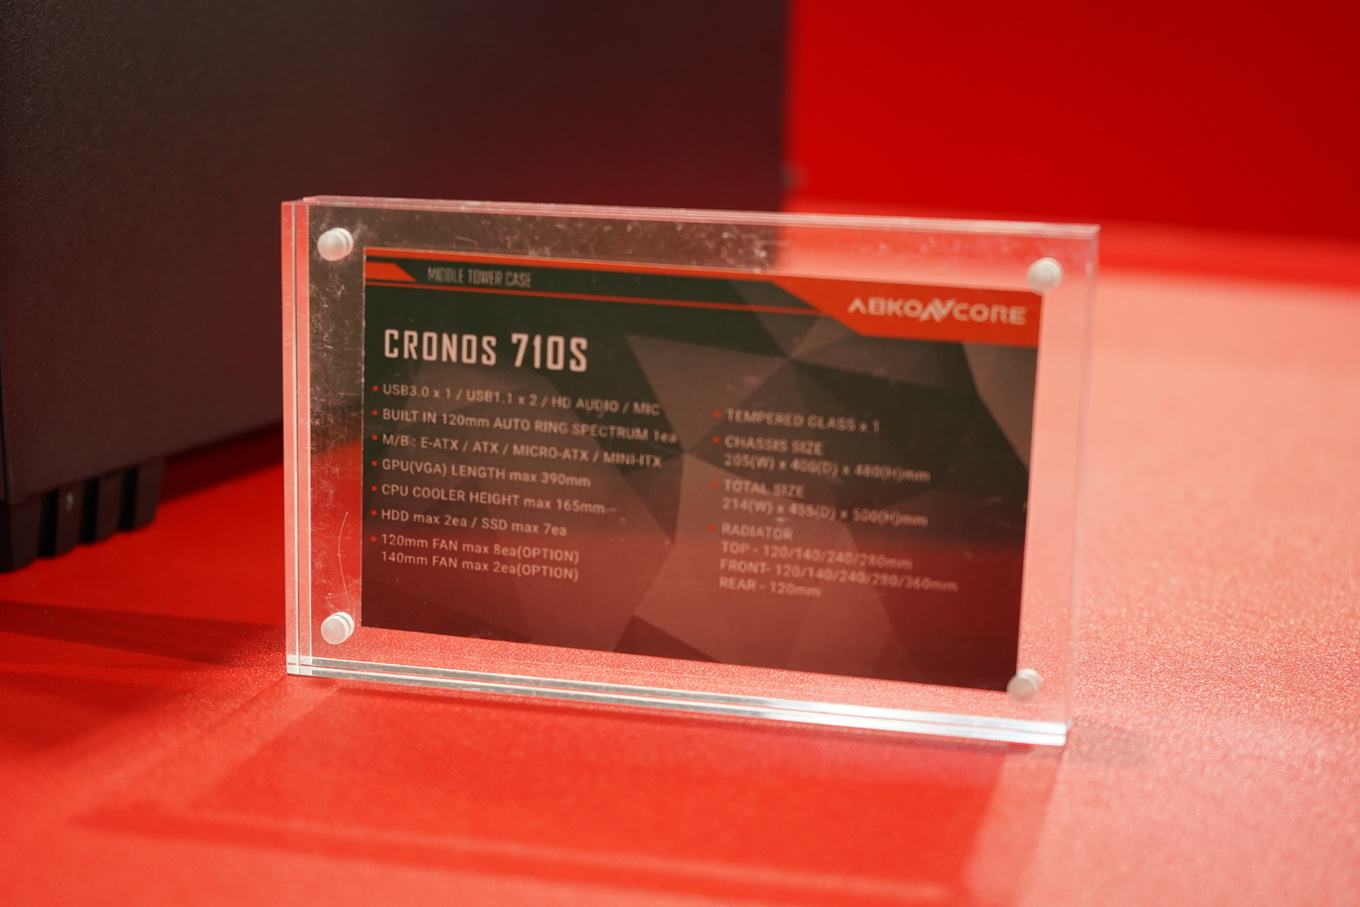 MIDDLE TOWER CASE
ABKONCORE
CRONOS 710S
USB3.0 x 1 / USB1.1 x 2 / HD AUDIO / MIC
BUILT IN 120mm AUTO RING SPECTRUM 1ea
M/B : E-ATX / ATX / MICRO-ATX / MINI-ITX
GPU(VGA) LENGTH max 390mm
CPU COOLER HEIGHT max 165mm
HDD max 2ea / SSD max 7ea
120mm FAN max 8ea(OPTION)
140mm FAN max 2ea(OPTION)
TEMPERED GLASS x 1
CHASSIS SIZE
205(W) x 400(D) x 480(H)mm
TOTAL SIZE
214(W) x 455(D) x 500(H)mm
RADIATOR
TOP - 120/140/240/280mm
FRONT- 120/140/240/280/360mm
REAR - 120mm